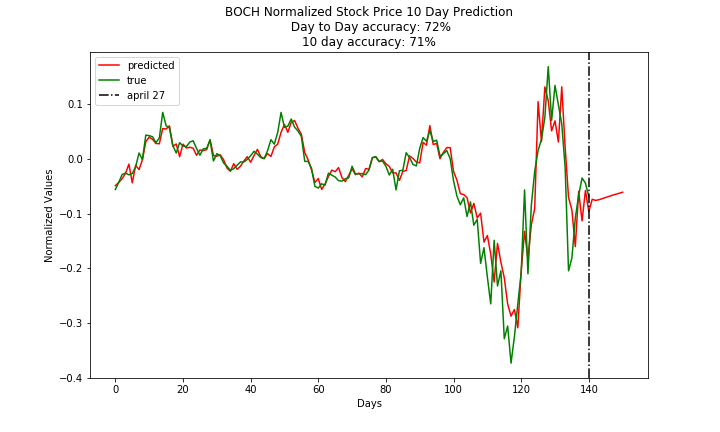 BOCH Normalized Stock Price 10 Day Prediction
Day to Day accuracy: 72%
10 day accuracy: 71%
predicted
true
april 27
Normalized Values
0.1
0.0
−0.1
−0.2
−0.3
−0.4
0 20 40 60 80 100 120 140
Days